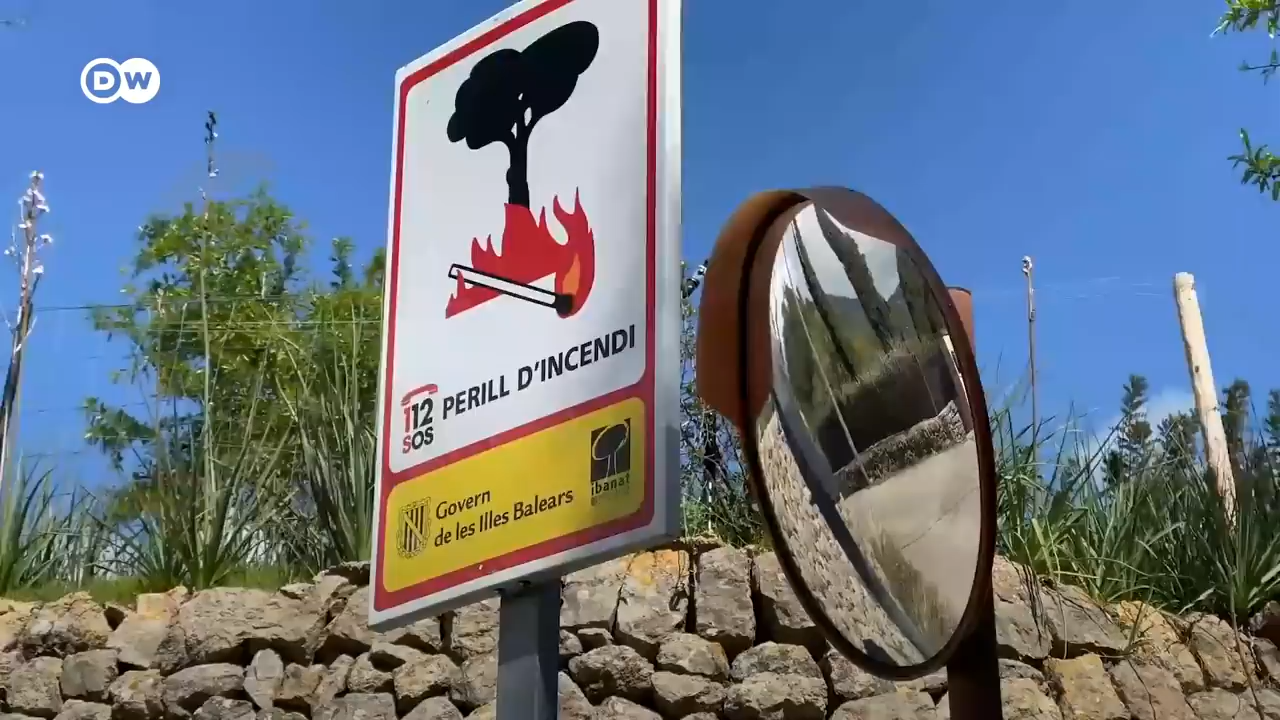 DW
PERILL D'INCENDI
112
SOS
Govern
de les Illes Balears
ibanat